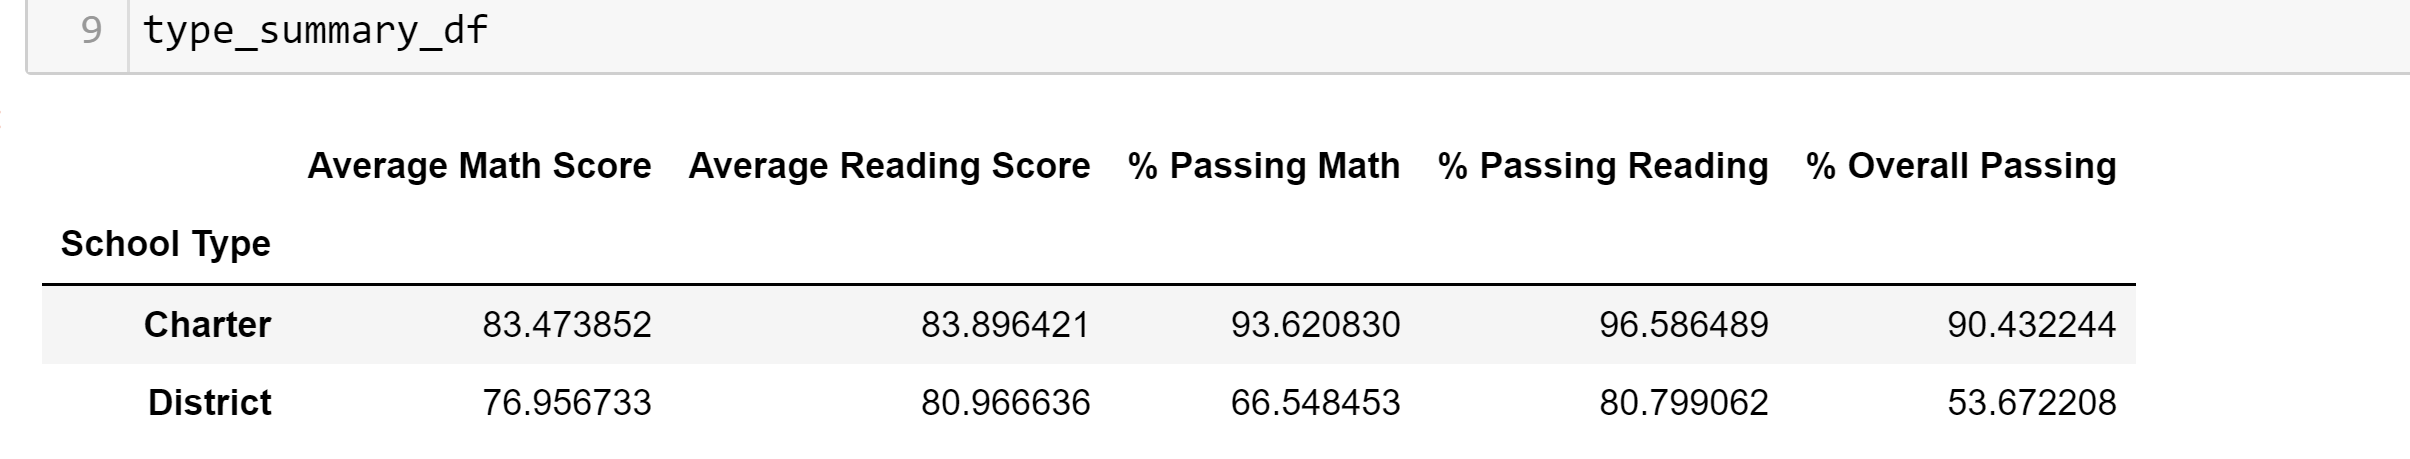 9 type_summary_df
Average Math Score Average Reading Score % Passing Math % Passing Reading % Overall Passing
School Type
Charter 83.473852 83.896421 93.620830 96.586489 90.432244
District 76.956733 80.966636 66.548453 80.799062 53.672208